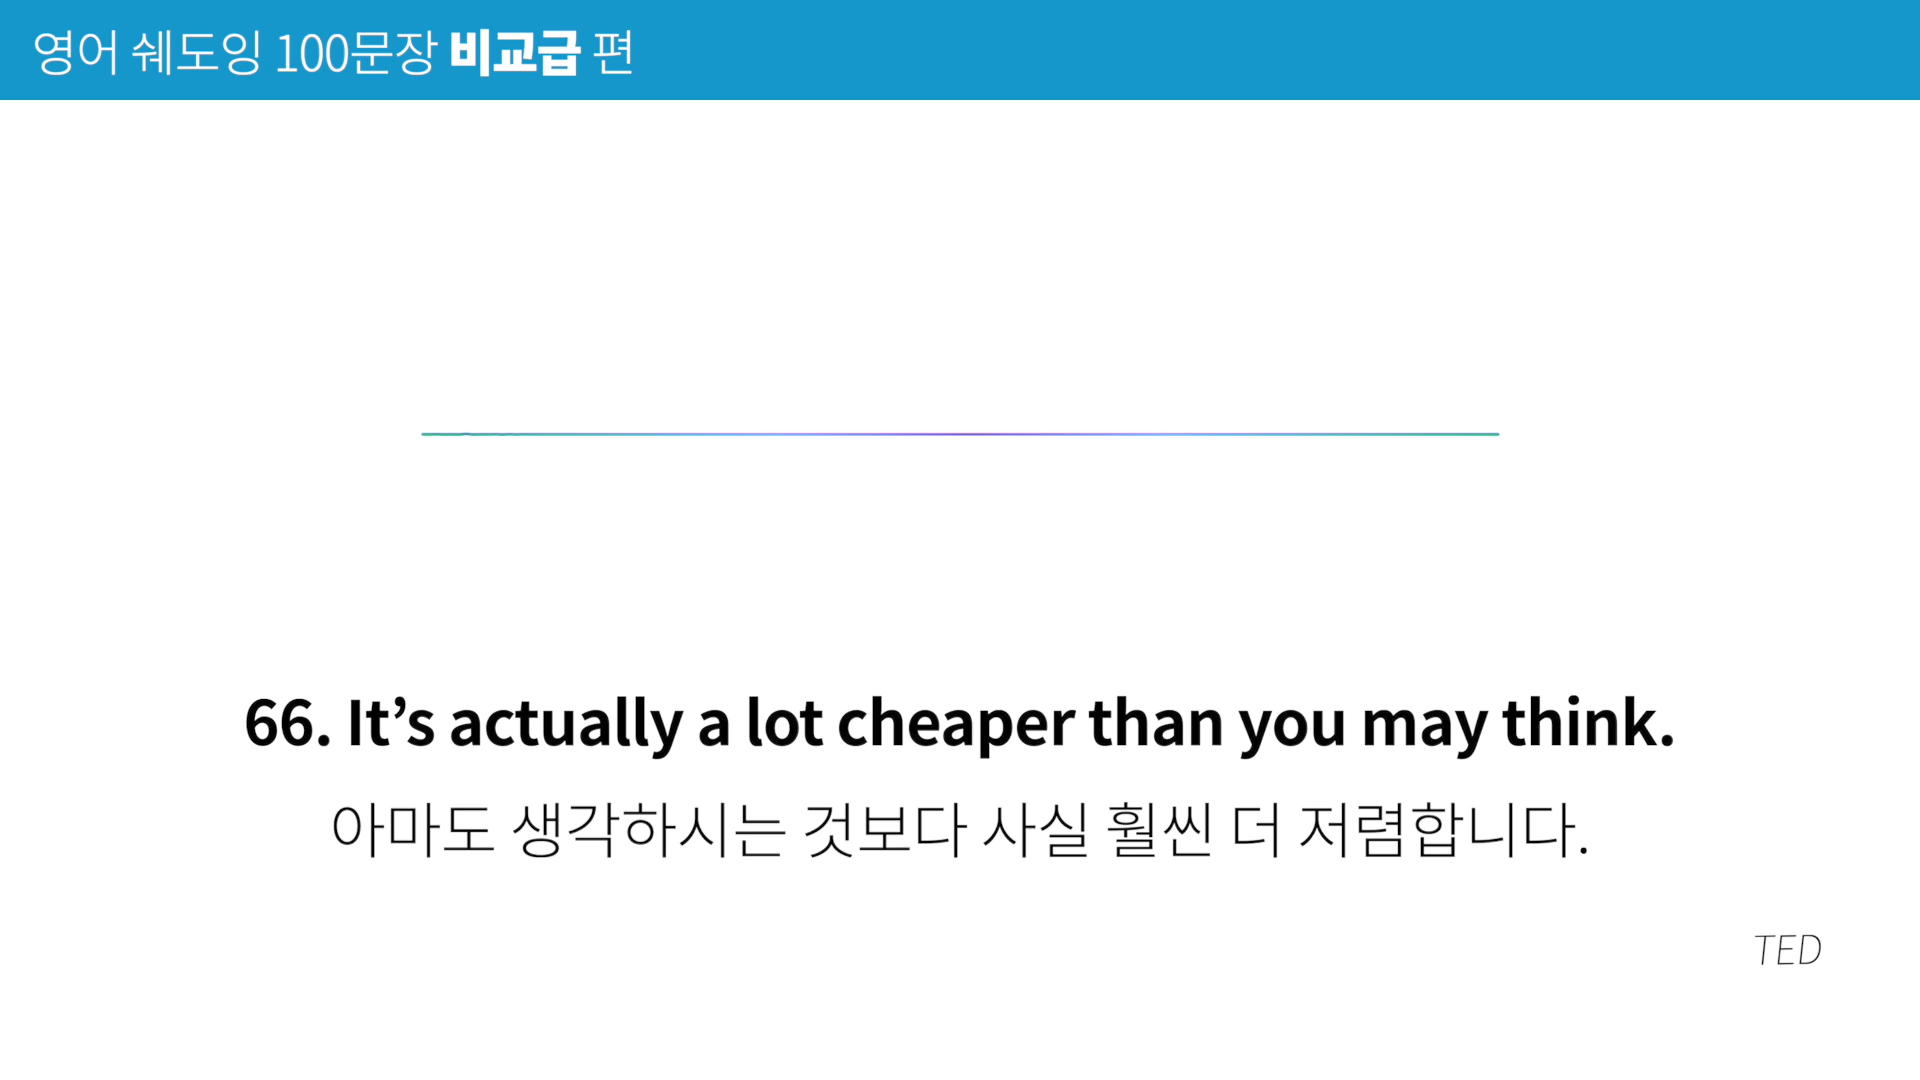 영어 쉐도잉 100문장 비교급 편
66. It’s actually a lot cheaper than you may think.
아마도 생각하시는 것보다 사실 훨씬 더 저렴합니다.
TED